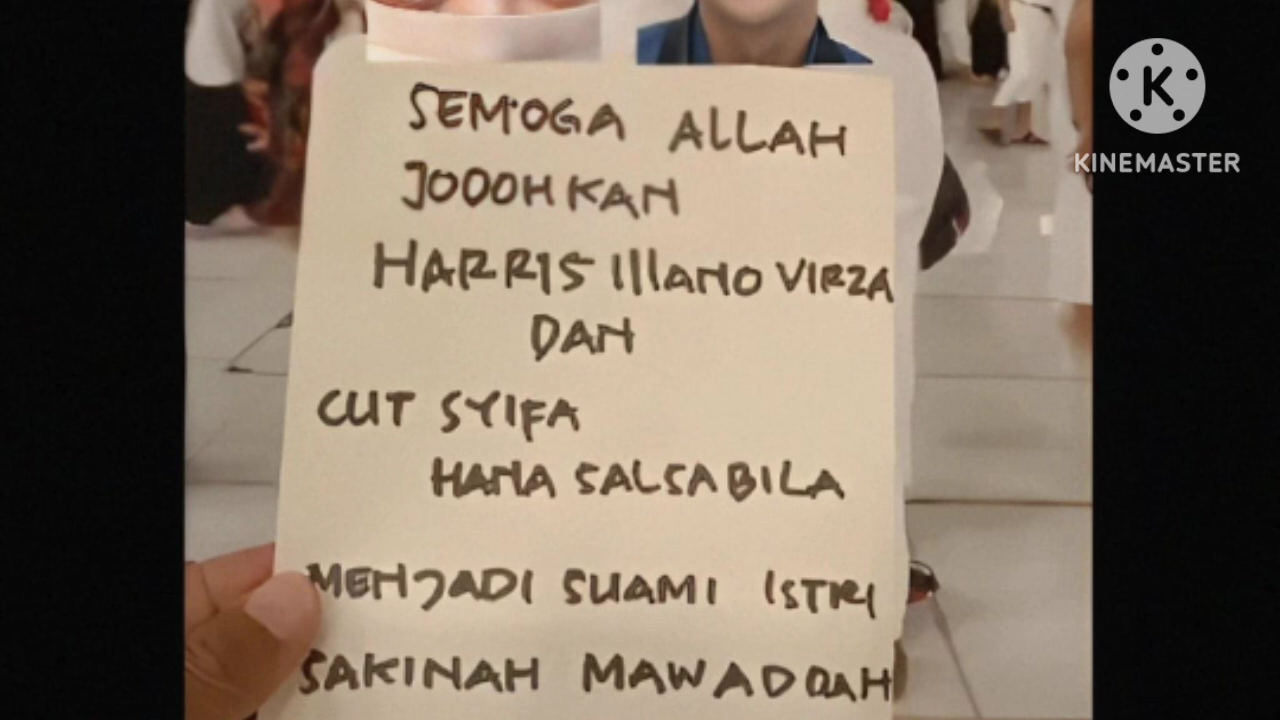 SEMOGA ALLAH
JODOHKAN
HARRIS IllANO VIRZA
DAN
CUT SYIFA
HANA SALSABILA
MENJADI SUAMI ISTRI
SAKINAH MAWADDAH
K
KINEMASTER